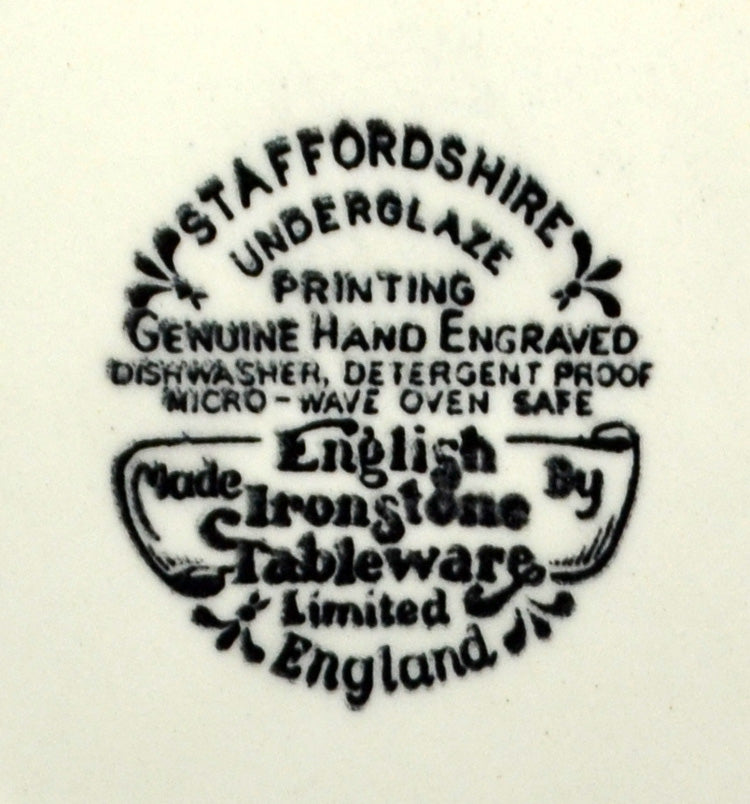 STAFFORDSHIRE
UNDERGLAZE
PRINTING
GENUINE HAND ENGRAVED
DISHWASHER, DETERGENT PROOF
MICRO-WAVE OVEN SAFE
Made By
English
Ironstone
Tableware
Limited
England